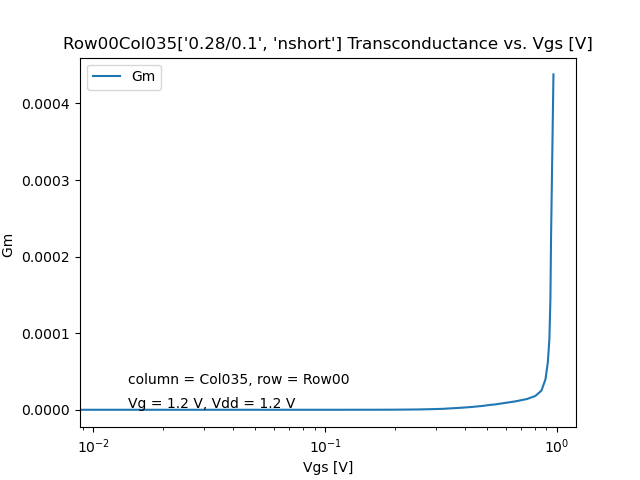 Row00Col035['0.28/0.1', 'nshort'] Transconductance vs. Vgs [V]
Gm
0.0004
0.0003
0.0002
0.0001
0.0000
Gm
column = Col035, row = Row00
Vg = 1.2 V, Vdd = 1.2 V
10⁻² 10⁻¹ 10⁰
Vgs [V]